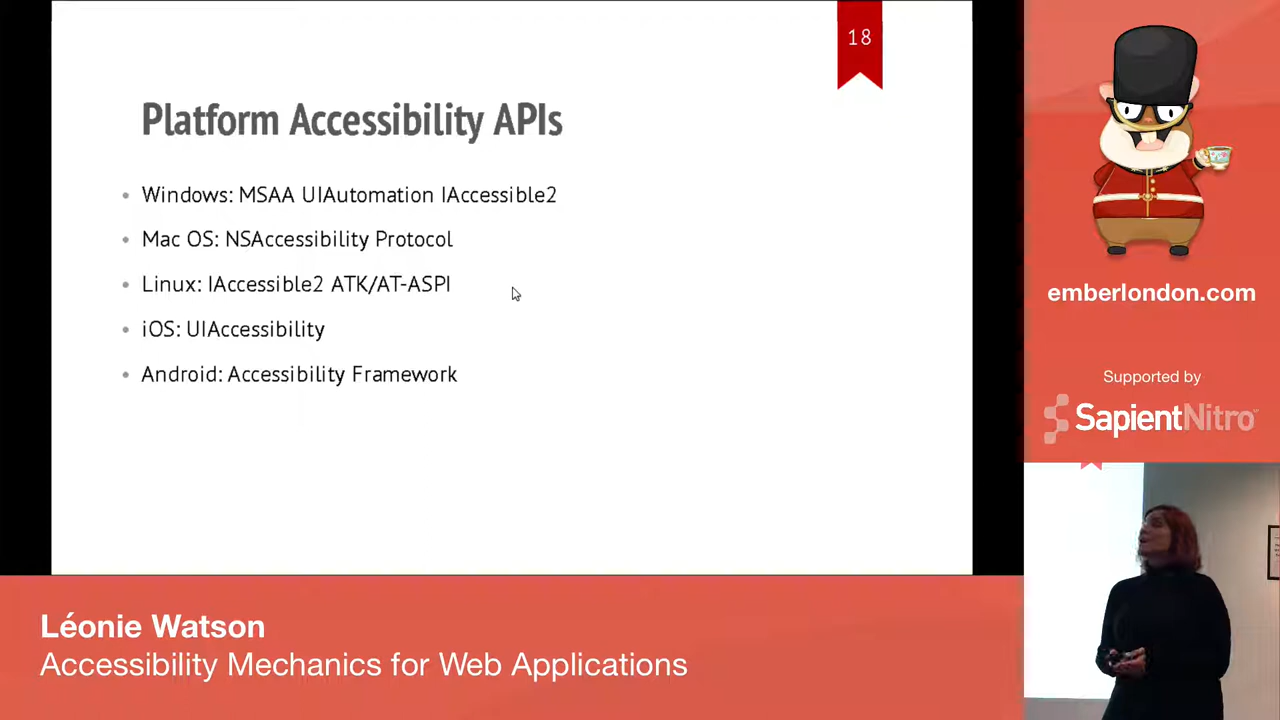 18
Platform Accessibility APIs
• Windows: MSAA UIAutomation IAccessible2
• Mac OS: NSAccessibility Protocol
• Linux: IAccessible2 ATK/AT-ASPI
• iOS: UIAccessibility
• Android: Accessibility Framework
emberlondon.com
Supported by
SapientNitro
Léonie Watson
Accessibility Mechanics for Web Applications